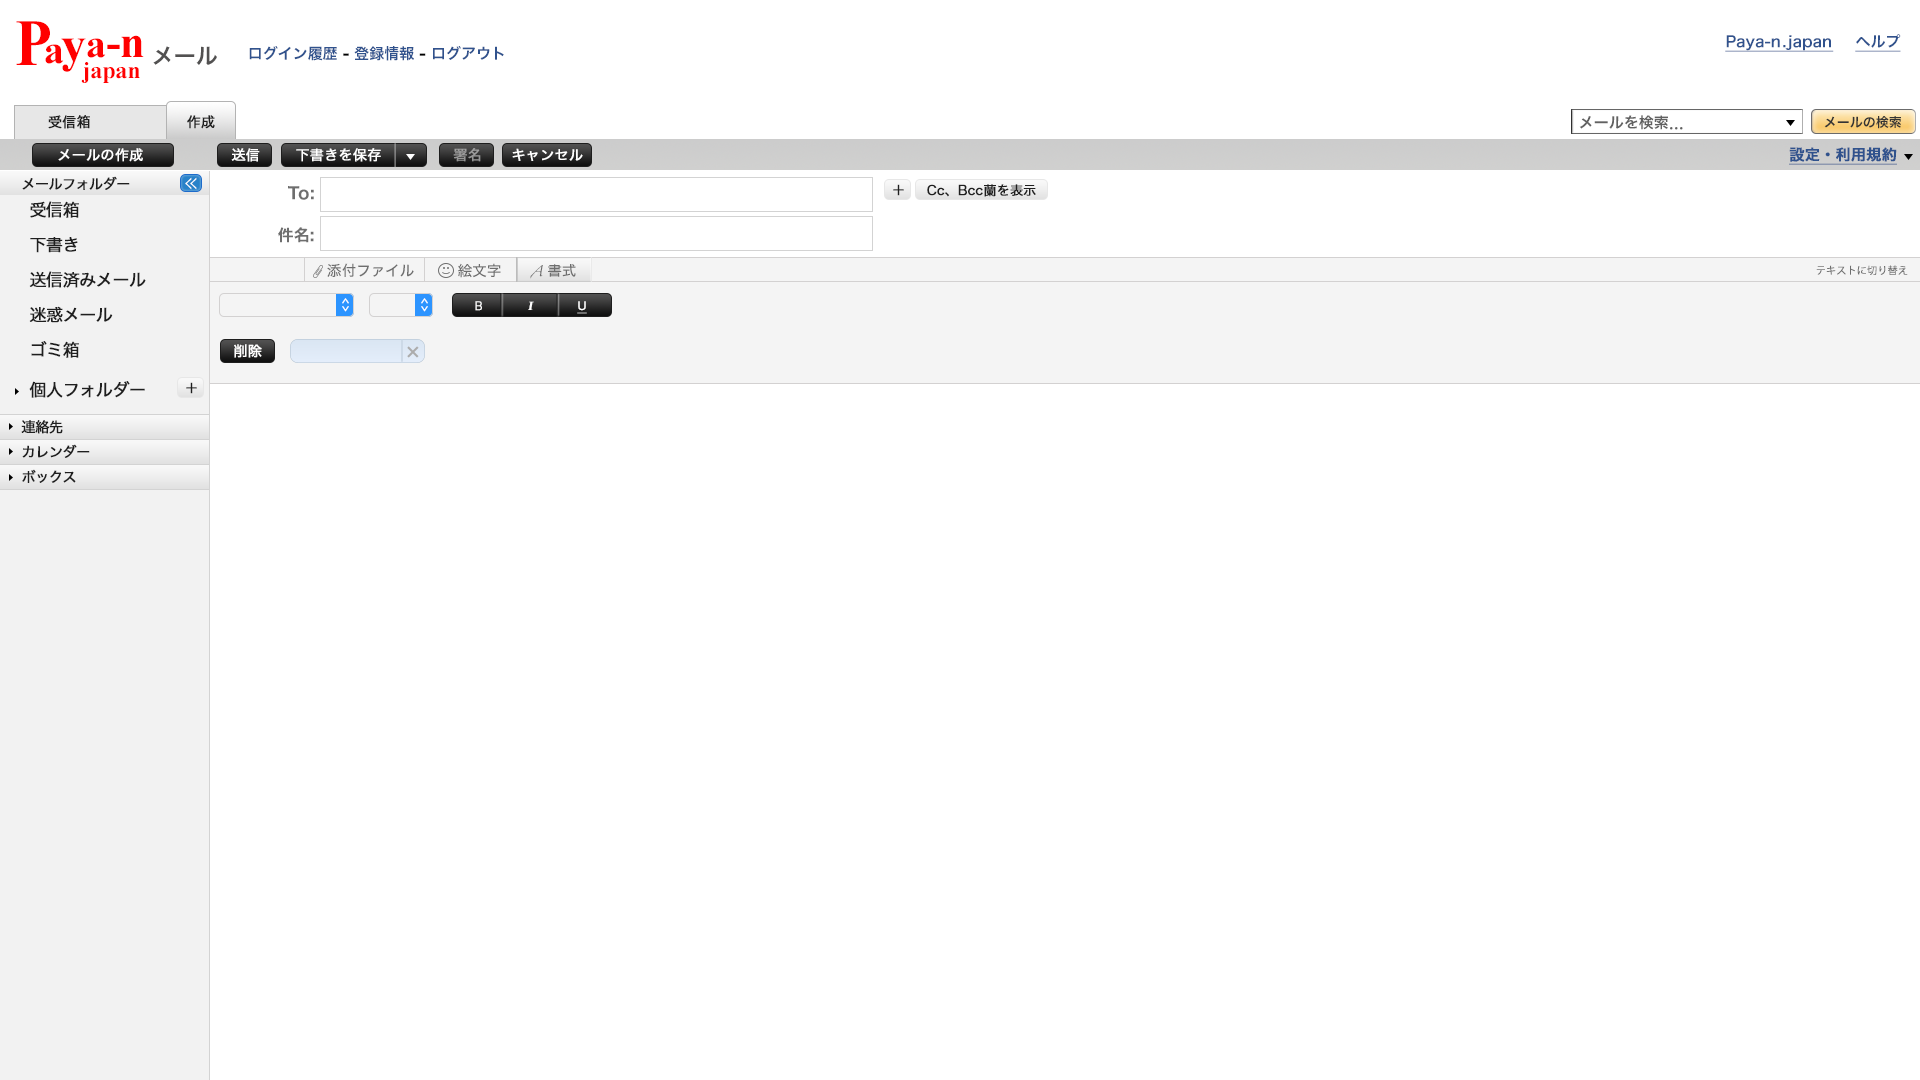 Paya-n
japan
メール
ログイン履歴 - 登録情報 - ログアウト
Paya-n.japan
ヘルプ
受信箱
作成
メールを検索...
メールの検索
メールの作成
送信
下書きを保存
署名
キャンセル
設定・利用規約
メールフォルダー
受信箱
下書き
送信済みメール
迷惑メール
ゴミ箱
個人フォルダー
+
連絡先
カレンダー
ボックス
To:
+
Cc、Bcc蘭を表示
件名:
添付ファイル
絵文字
A 書式
テキストに切り替え
B
I
U
削除